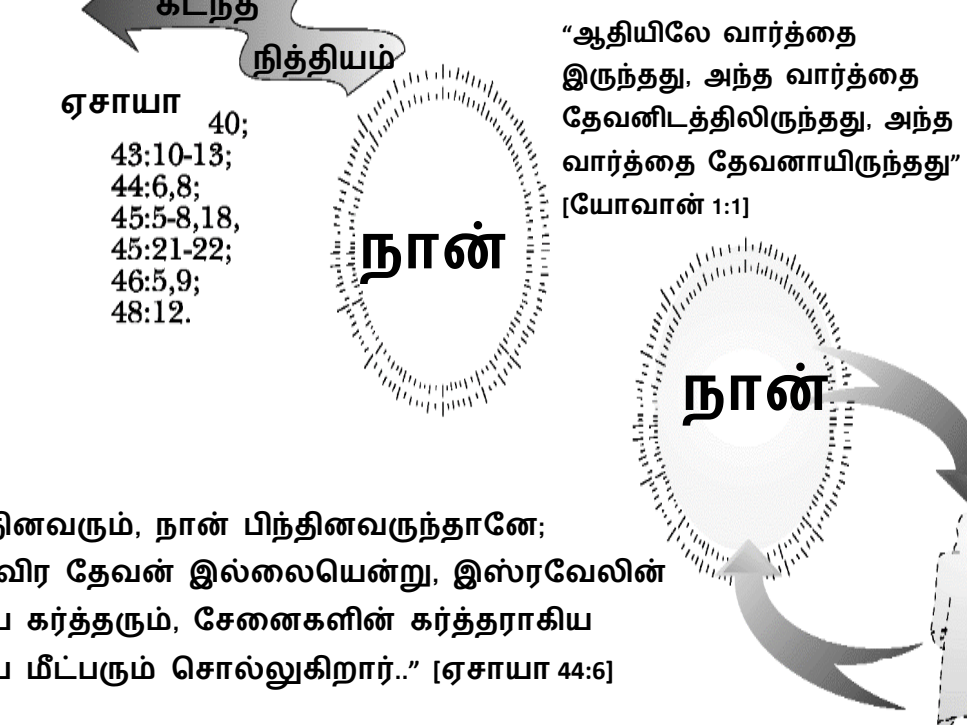 கடந்த
நித்தியம்
ஏசாயா
40;
43:10-13;
44:6,8;
45:5-8,18,
45:21-22;
46:5,9;
48:12.
நான்
“ஆதியிலே வார்த்தை
இருந்தது, அந்த வார்த்தை
தேவனிடத்திலிருந்தது, அந்த
வார்த்தை தேவனாயிருந்தது”
[யோவான் 1:1]
நான்
நான் பிந்தினவருந்தானே;
தேவன் இல்லையென்று, இஸ்ரவேலின்
கர்த்தரும், சேனைகளின் கர்த்தராகிய
மீட்பரும் சொல்லுகிறார்..” [ஏசாயா 44:6]